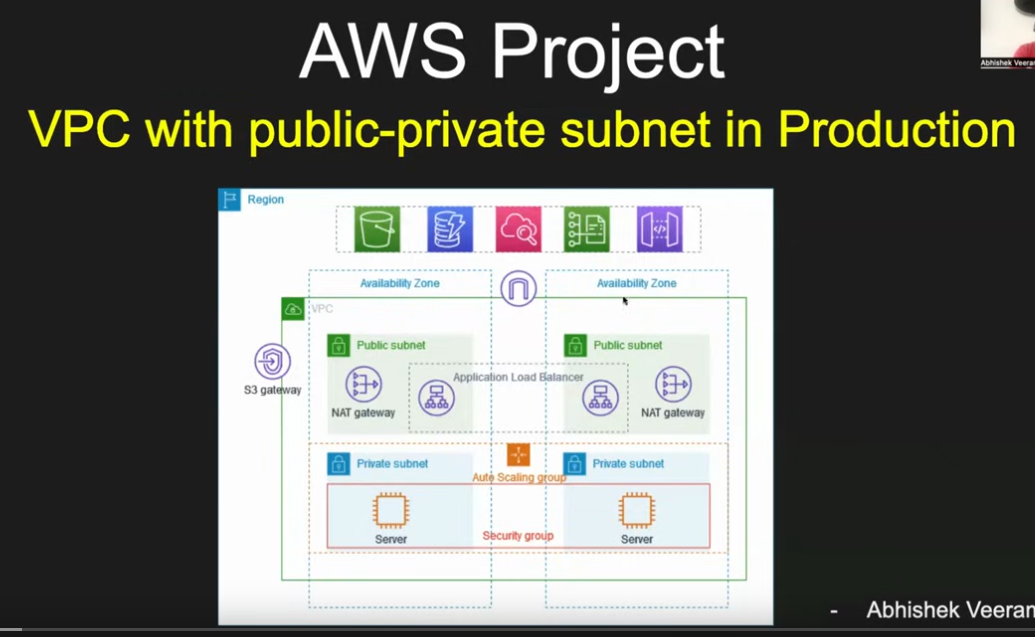 AWS Project
Abhishek Veeram
VPC with public-private subnet in Production
Region
Availability Zone
Availability Zone
VPC
Public subnet
Public subnet
S3 gateway
Application Load Balancer
NAT gateway
NAT gateway
Private subnet
Private subnet
Auto Scaling group
Security group
Server
Server
- Abhishek Veeram